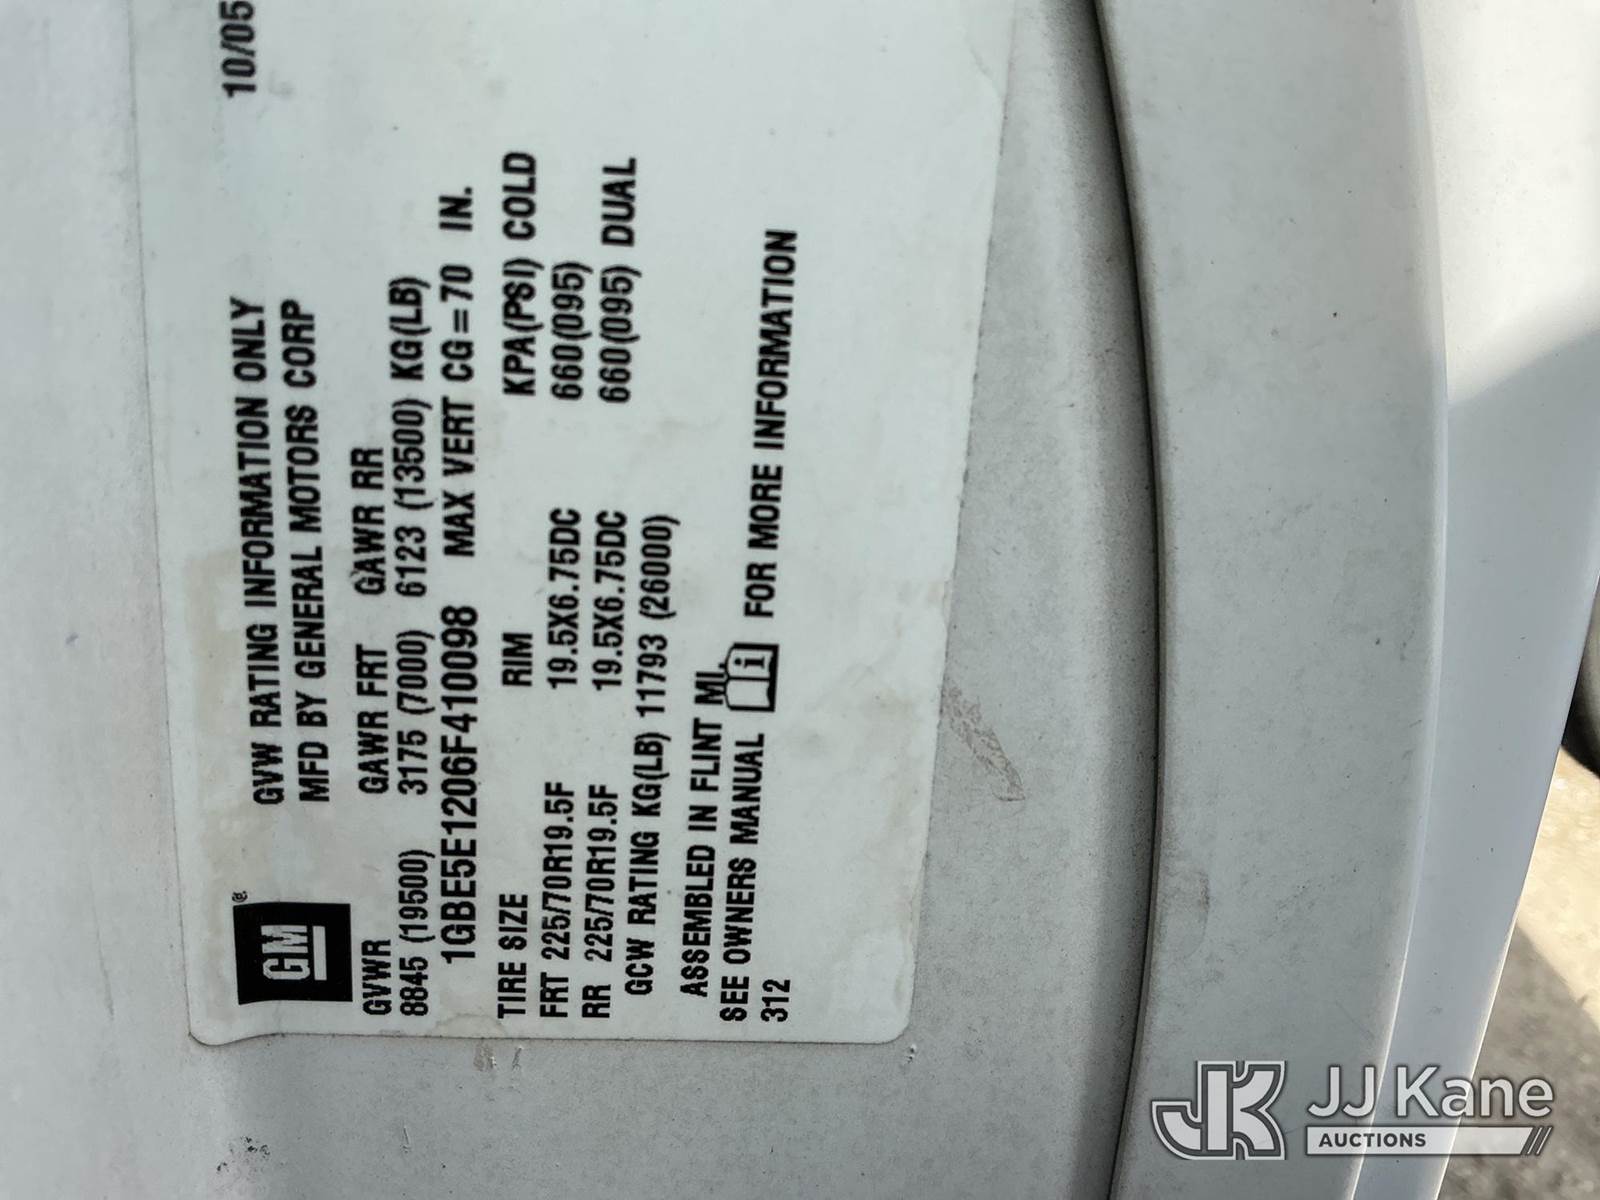 10/05
GM ®
GVW RATING INFORMATION ONLY
MFD BY GENERAL MOTORS CORP
GVWR GAWR FRT GAWR RR
8845 (19500) 3175 (7000) 6123 (13500) KG(LB)
1GBE5E1206F410098 MAX VERT CG=70 IN.
TIRE SIZE RIM KPA(PSI) COLD
FRT 225/70R19.5F 19.5X6.75DC 660(095)
RR 225/70R19.5F 19.5X6.75DC 660(095) DUAL
GCW RATING KG(LB) 11793 (26000)
ASSEMBLED IN FLINT MI.
SEE OWNERS MANUAL i FOR MORE INFORMATION
312
JK JJ Kane
AUCTIONS